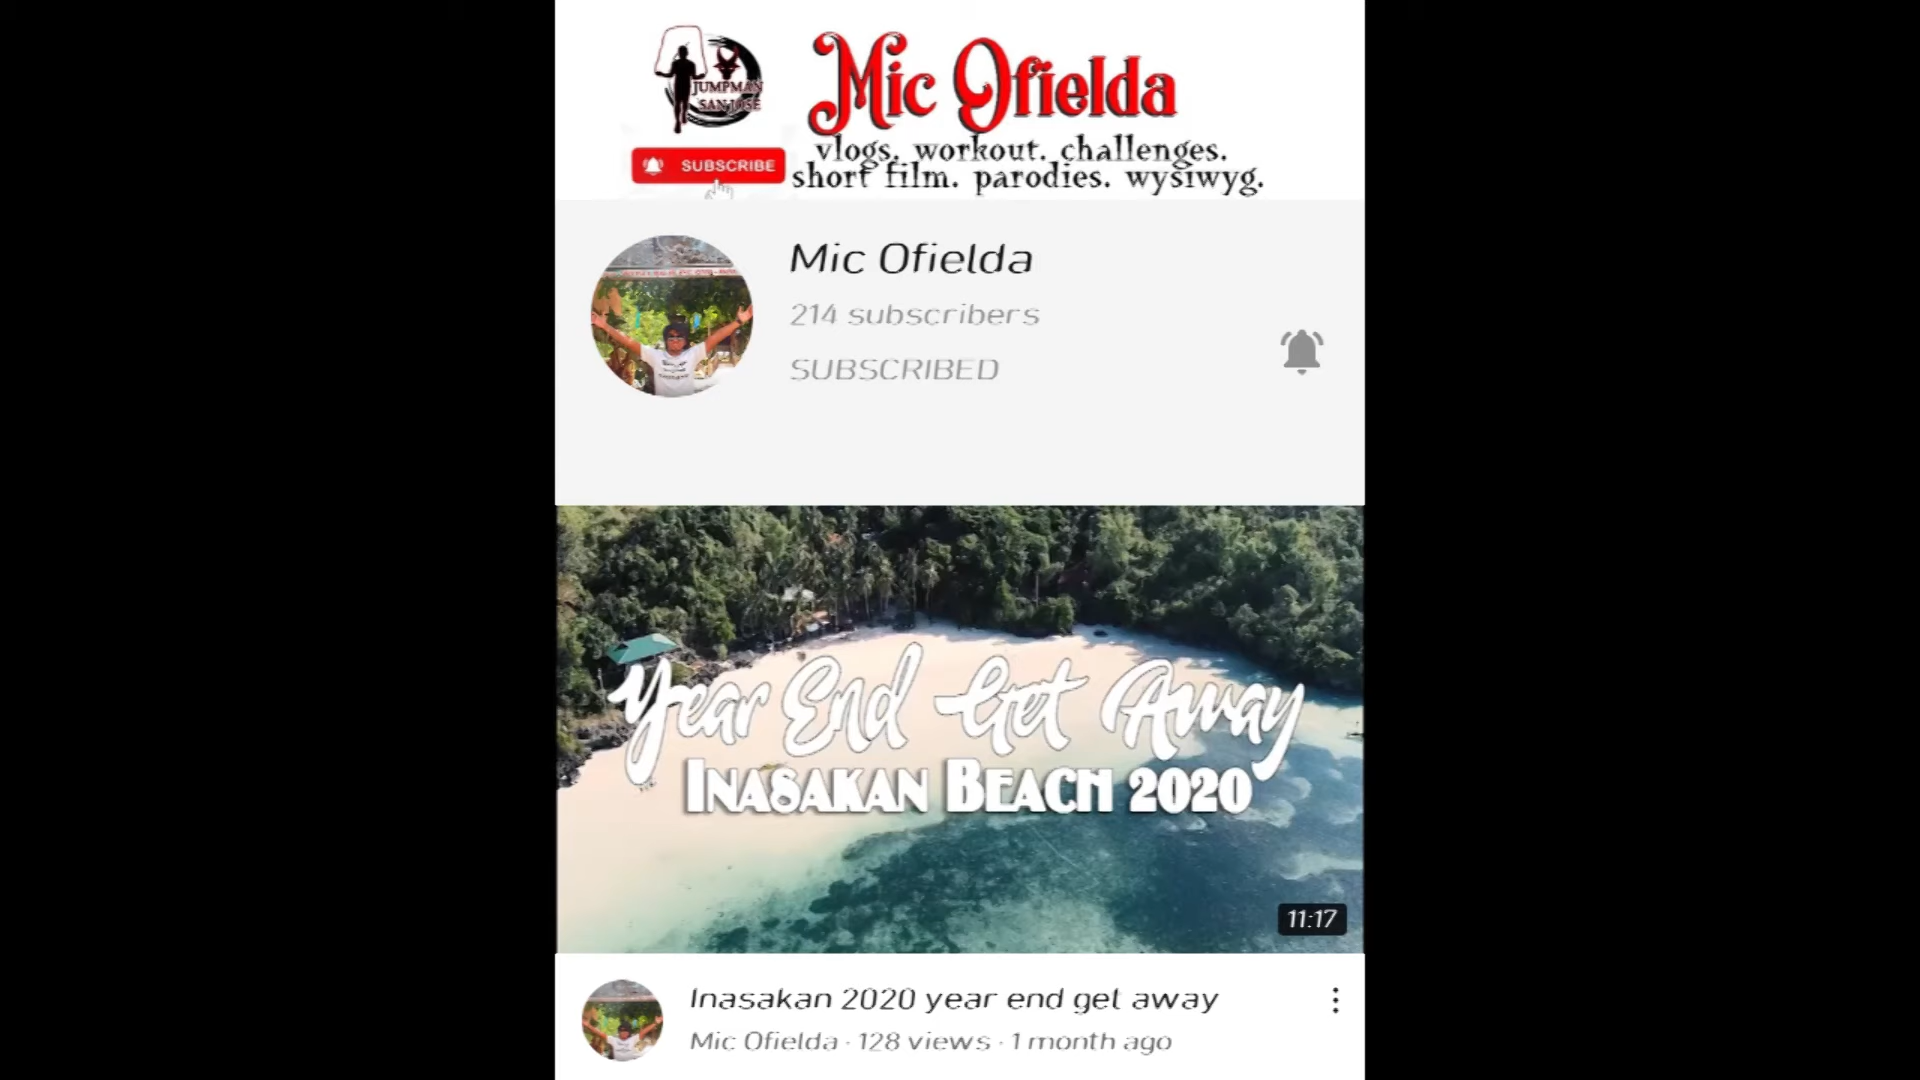 JUMPMAN
SAN JOSE
Mic Ofielda
SUBSCRIBE
vlogs. workout. challenges.
short film. parodies. wysiwyg.
Mic Ofielda
214 subscribers
SUBSCRIBED
Year End Get Away
INASAKAN BEACH 2020
11:17
Inasakan 2020 year end get away
Mic Ofielda · 128 views · 1 month ago